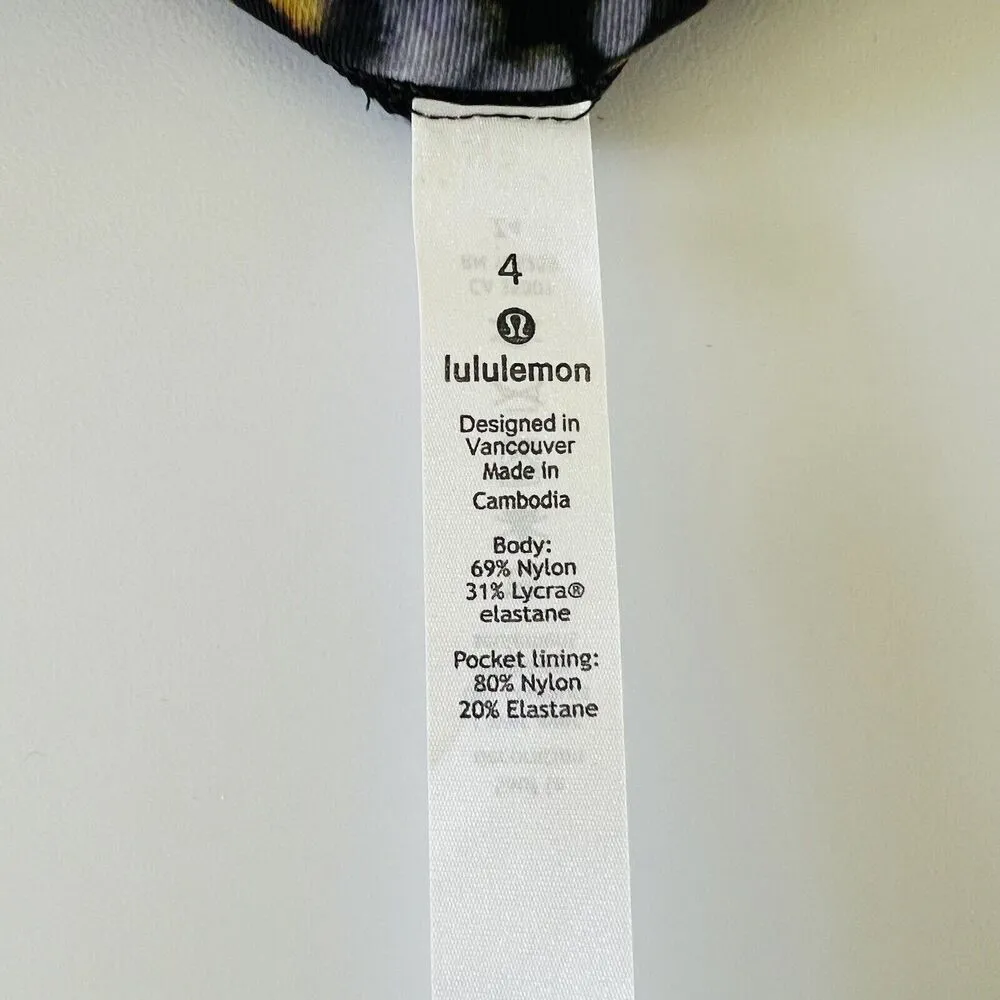 4
lululemon
Designed in
Vancouver
Made in
Cambodia
Body:
69% Nylon
31% Lycra®
elastane
Pocket lining:
80% Nylon
20% Elastane